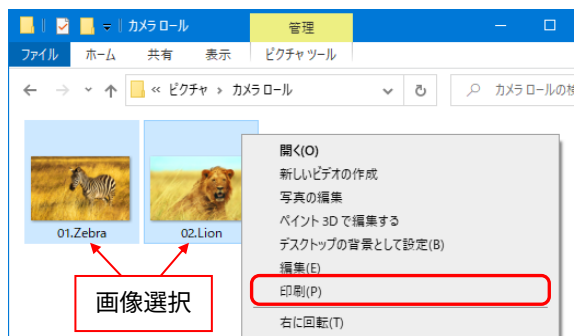 カメラ ロール
管理
ファイル ホーム 共有 表示 ピクチャ ツール
« ピクチャ › カメラ ロール
カメラ ロールの検
開く(O)
新しいビデオの作成
写真の編集
ペイント 3D で編集する
デスクトップの背景として設定(B)
編集(E)
印刷(P)
右に回転(T)
01.Zebra
02.Lion
画像選択